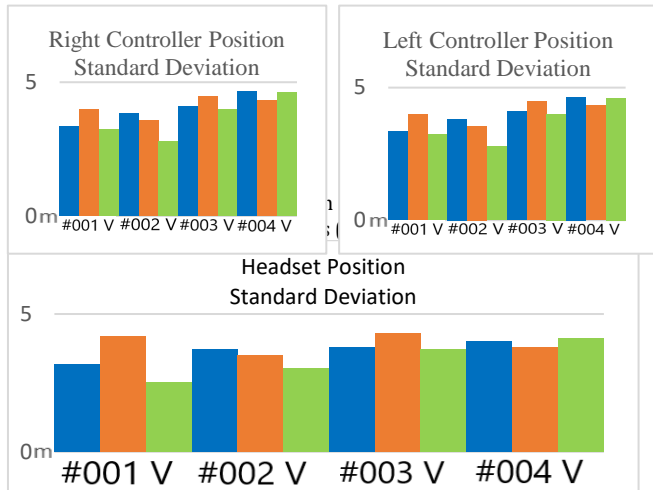 Right Controller Position
Standard Deviation
5
0m
#001 V #002 V #003 V #004 V
Left Controller Position
Standard Deviation
5
0m
#001 V #002 V #003 V #004 V
Headset Position
Standard Deviation
5
0m
#001 V #002 V #003 V #004 V